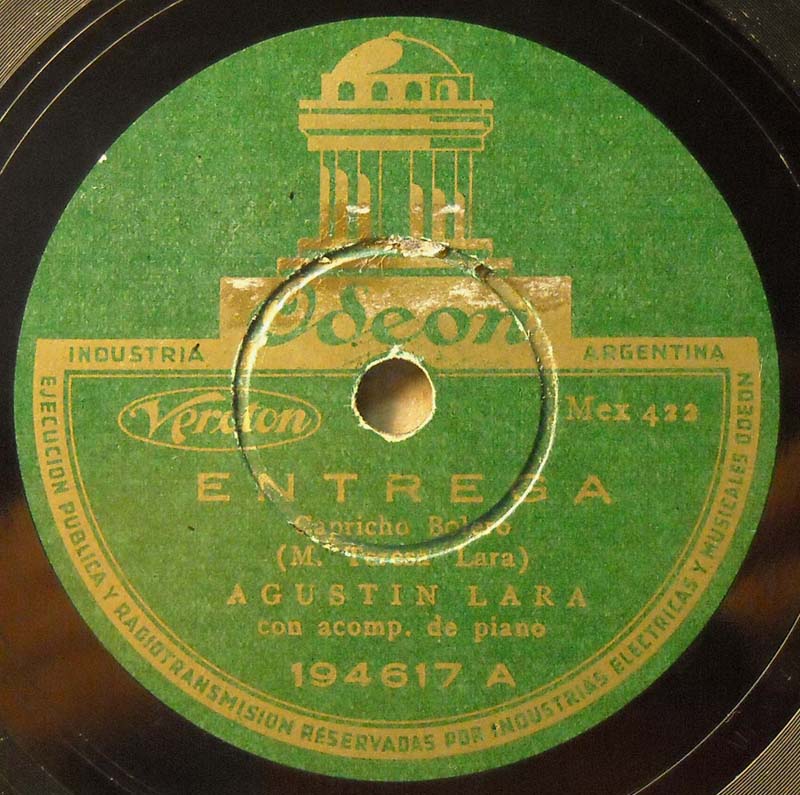 Odeon
INDUSTRIA ARGENTINA
Veroton
Mex 422
ENTREGA
Capricho Bolero
(M. Teresa Lara)
AGUSTIN LARA
con acomp. de piano
194617 A
EJECUCION PUBLICA Y RADIOTRANSMISION RESERVADAS POR INDUSTRIAS ELECTRICAS Y MUSICALES ODEON